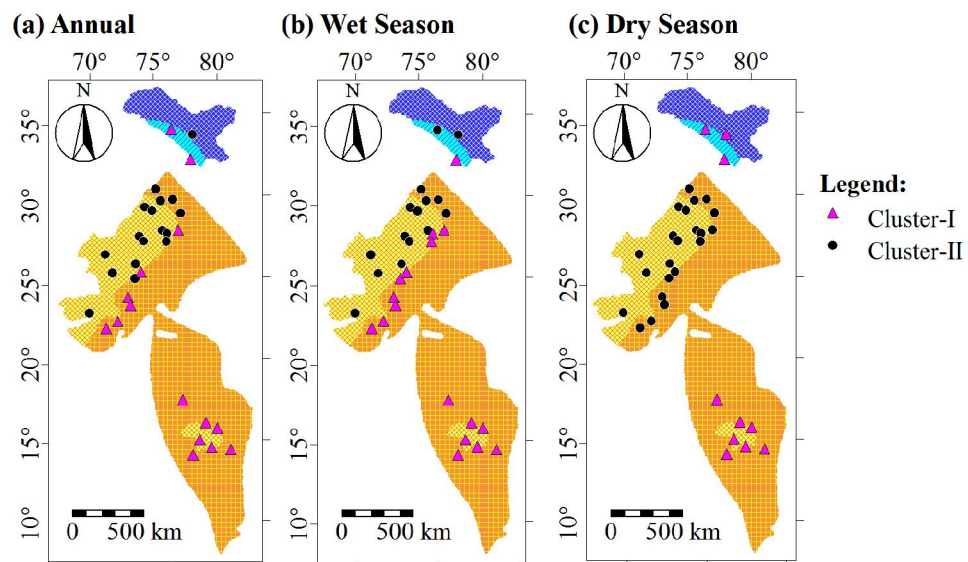 (a) Annual
(b) Wet Season
(c) Dry Season
70° 75° 80°
70° 75° 80°
70° 75° 80°
N
N
N
35°
30°
25°
20°
15°
10°
35°
30°
25°
20°
15°
10°
35°
30°
25°
20°
15°
10°
0 500 km
0 500 km
0 500 km
Legend:
Cluster-I
Cluster-II